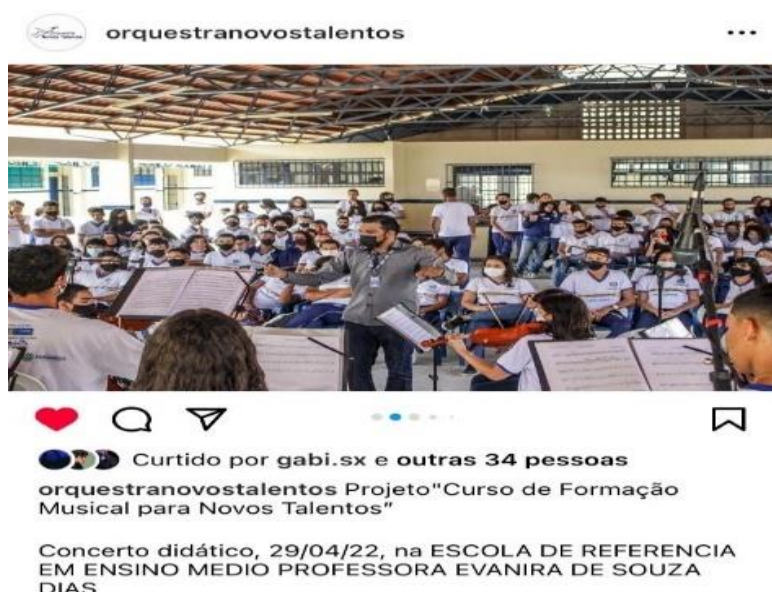 orquestranovostalentos
Curtido por gabi.sx e outras 34 pessoas
orquestranovostalentos Projeto"Curso de Formação
Musical para Novos Talentos"
Concerto didático, 29/04/22, na ESCOLA DE REFERENCIA
EM ENSINO MEDIO PROFESSORA EVANIRA DE SOUZA
DIAS